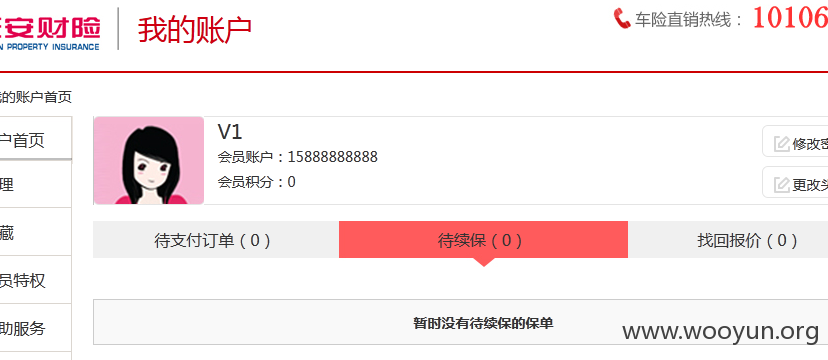 安财险
PROPERTY INSURANCE
我的账户
车险直销热线： 10106
的账户首页
户首页
理
藏
员特权
助服务
V1
会员账户：15888888888
会员积分：0
修改密
更改头
待支付订单（0）
待续保（0）
找回报价（0）
暂时没有待续保的保单
www.wooyun.org